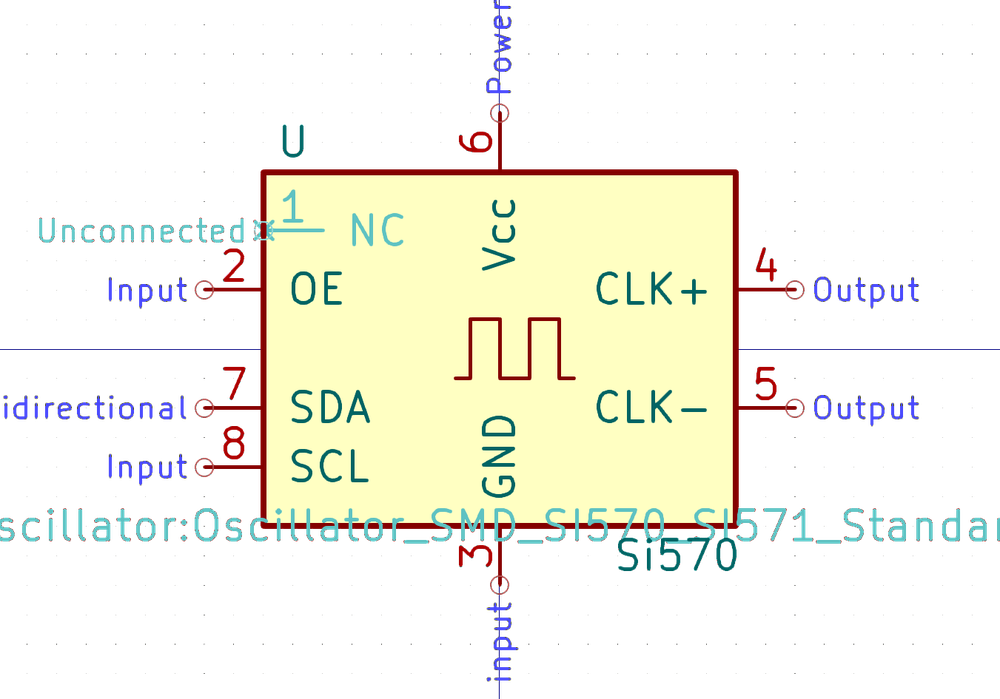 Power
6
U
1
Unconnected
NC
Vcc
2
Input
OE
4
CLK+
Output
7
idirectional
SDA
5
CLK-
Output
8
Input
SCL
GND
scillator:Oscillator_SMD_SI570_SI571_Standar
Si570
3
input